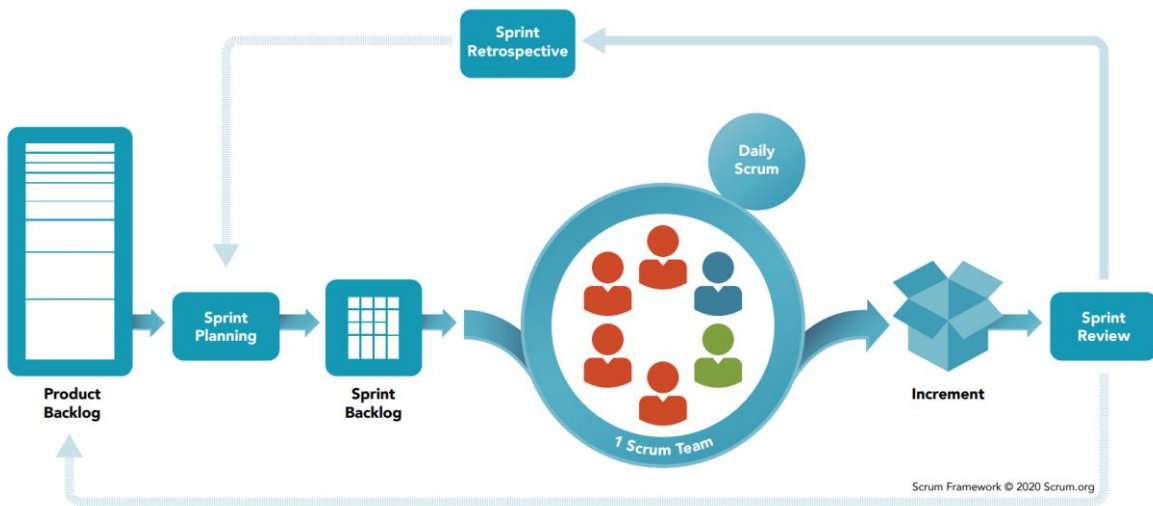 Sprint
Retrospective
Daily
Scrum
Sprint
Planning
Sprint
Review
Product
Backlog
Sprint
Backlog
1 Scrum Team
Increment
Scrum Framework © 2020 Scrum.org